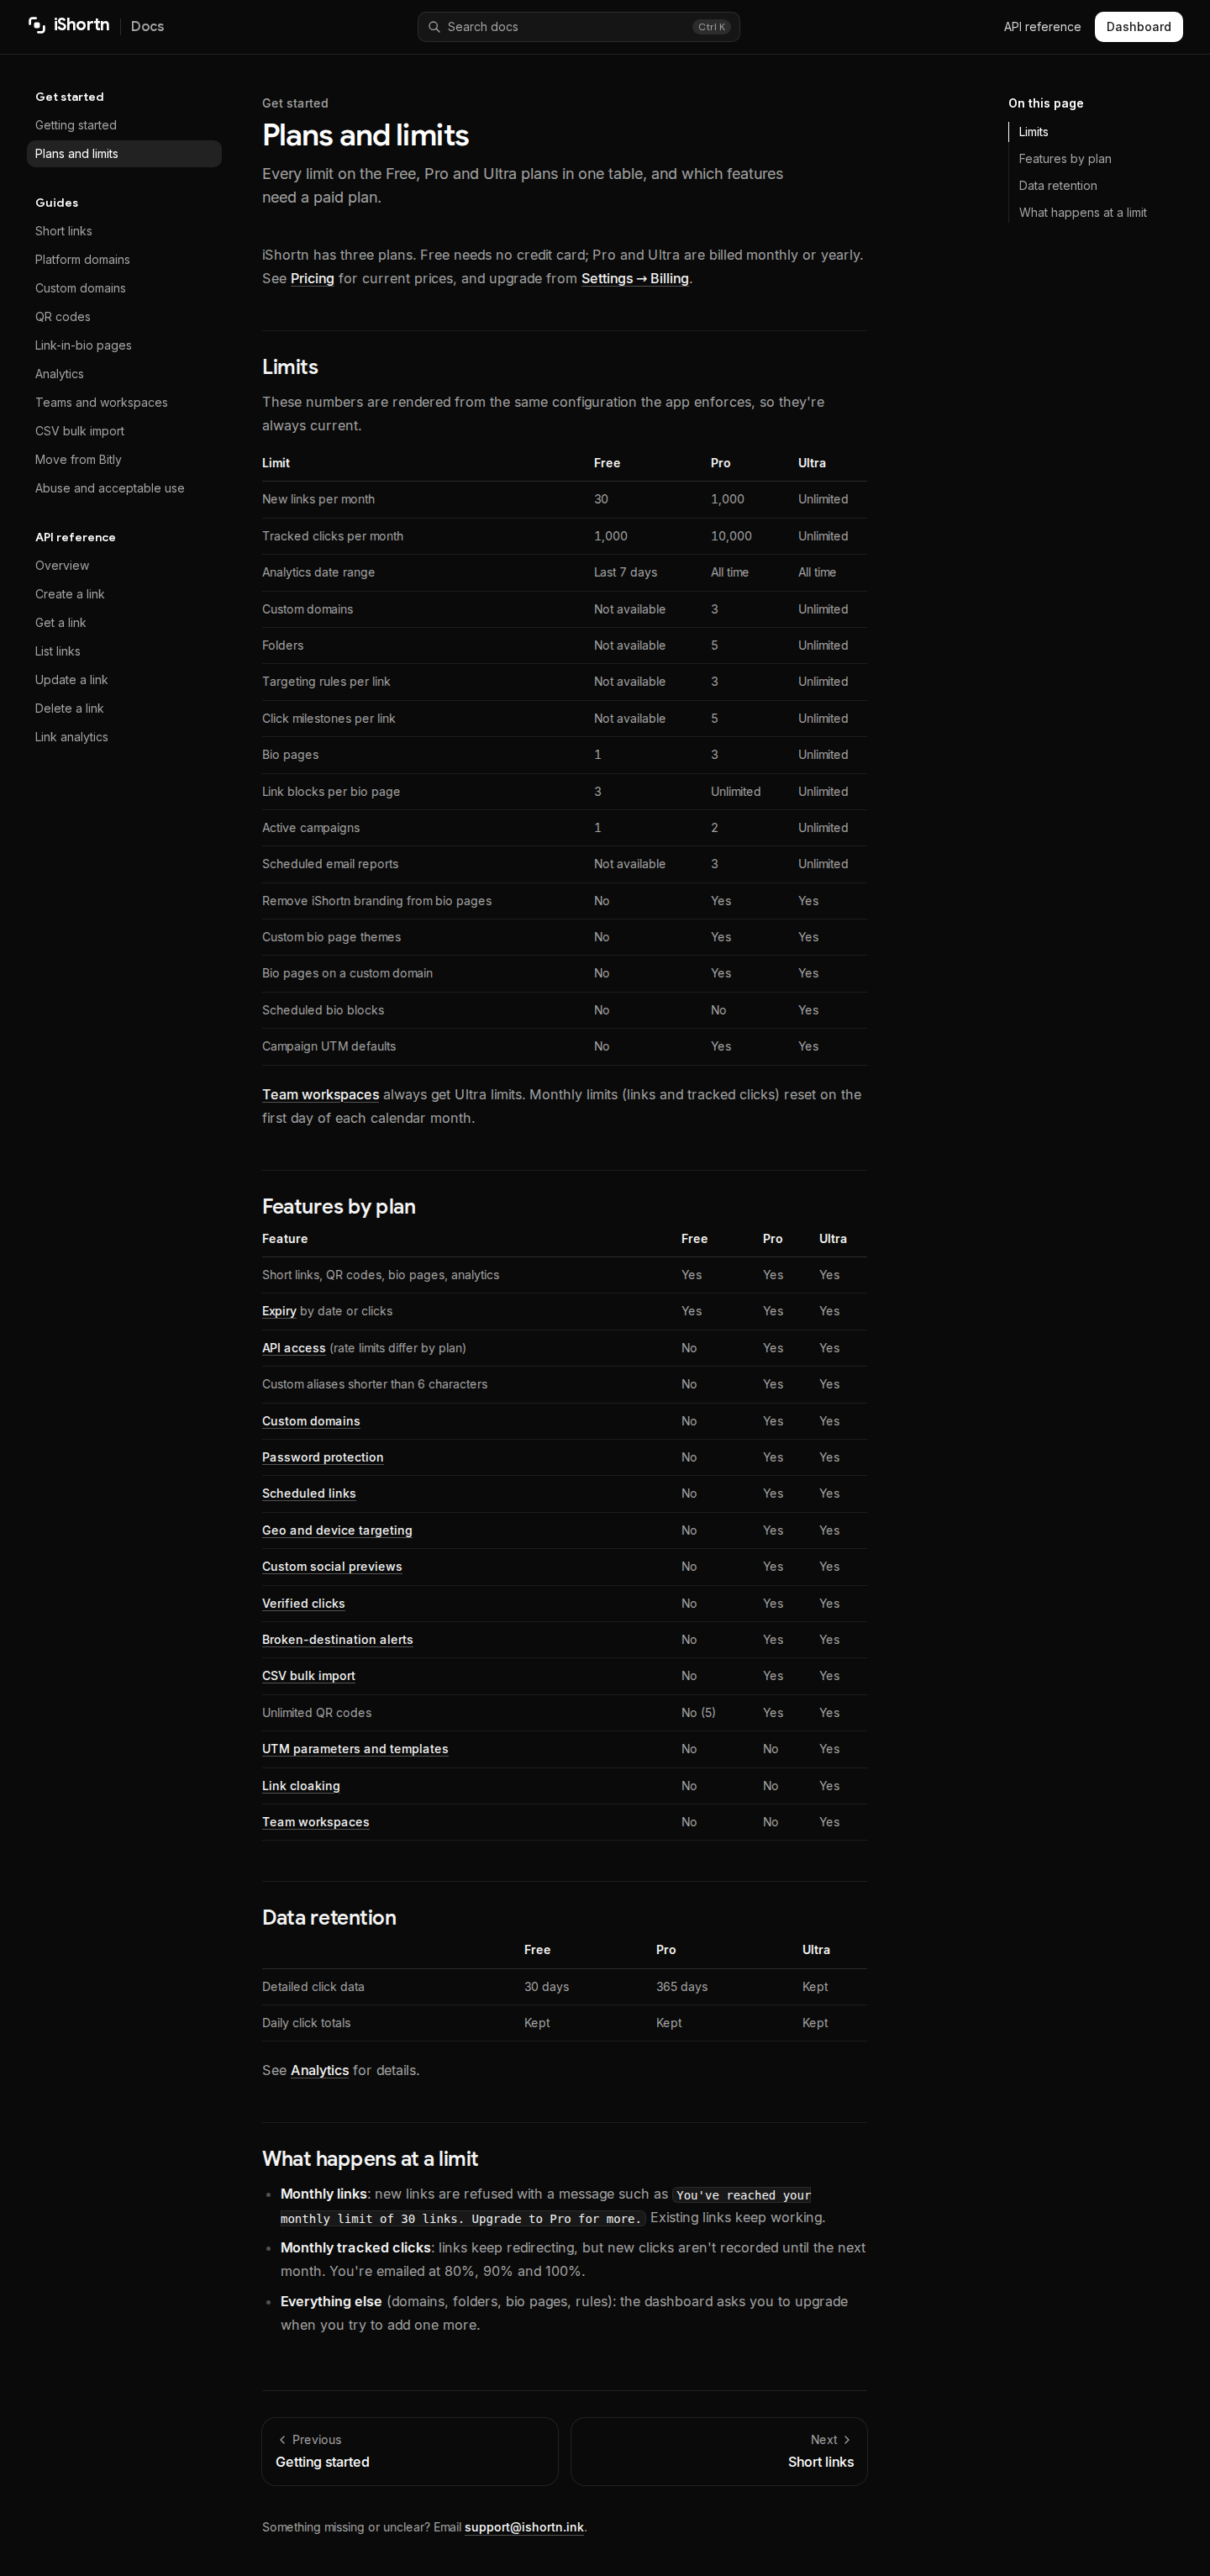 iShortn Docs Search docs Ctrl K API reference Dashboard
Get started
Getting started
Plans and limits
Guides
Short links
Platform domains
Custom domains
QR codes
Link-in-bio pages
Analytics
Teams and workspaces
CSV bulk import
Move from Bitly
Abuse and acceptable use
API reference
Overview
Create a link
Get a link
List links
Update a link
Delete a link
Link analytics
Get started
Plans and limits
Every limit on the Free, Pro and Ultra plans in one table, and which features
need a paid plan.
iShortn has three plans. Free needs no credit card; Pro and Ultra are billed monthly or yearly.
See Pricing for current prices, and upgrade from Settings → Billing.
Limits
These numbers are rendered from the same configuration the app enforces, so they're
always current.
Limit Free Pro Ultra
New links per month 30 1,000 Unlimited
Tracked clicks per month 1,000 10,000 Unlimited
Analytics date range Last 7 days All time All time
Custom domains Not available 3 Unlimited
Folders Not available 5 Unlimited
Targeting rules per link Not available 3 Unlimited
Click milestones per link Not available 5 Unlimited
Bio pages 1 3 Unlimited
Link blocks per bio page 3 Unlimited Unlimited
Active campaigns 1 2 Unlimited
Scheduled email reports Not available 3 Unlimited
Remove iShortn branding from bio pages No Yes Yes
Custom bio page themes No Yes Yes
Bio pages on a custom domain No Yes Yes
Scheduled bio blocks No No Yes
Campaign UTM defaults No Yes Yes
Team workspaces always get Ultra limits. Monthly limits (links and tracked clicks) reset on the
first day of each calendar month.
Features by plan
Feature Free Pro Ultra
Short links, QR codes, bio pages, analytics Yes Yes Yes
Expiry by date or clicks Yes Yes Yes
API access (rate limits differ by plan) No Yes Yes
Custom aliases shorter than 6 characters No Yes Yes
Custom domains No Yes Yes
Password protection No Yes Yes
Scheduled links No Yes Yes
Geo and device targeting No Yes Yes
Custom social previews No Yes Yes
Verified clicks No Yes Yes
Broken-destination alerts No Yes Yes
CSV bulk import No Yes Yes
Unlimited QR codes No (5) Yes Yes
UTM parameters and templates No No Yes
Link cloaking No No Yes
Team workspaces No No Yes
Data retention
Free Pro Ultra
Detailed click data 30 days 365 days Kept
Daily click totals Kept Kept Kept
See Analytics for details.
What happens at a limit
• Monthly links: new links are refused with a message such as You've reached your
monthly limit of 30 links. Upgrade to Pro for more. Existing links keep working.
• Monthly tracked clicks: links keep redirecting, but new clicks aren't recorded until the next
month. You're emailed at 80%, 90% and 100%.
• Everything else (domains, folders, bio pages, rules): the dashboard asks you to upgrade
when you try to add one more.
Previous
Getting started
Next
Short links
Something missing or unclear? Email support@ishortn.ink.
On this page
Limits
Features by plan
Data retention
What happens at a limit